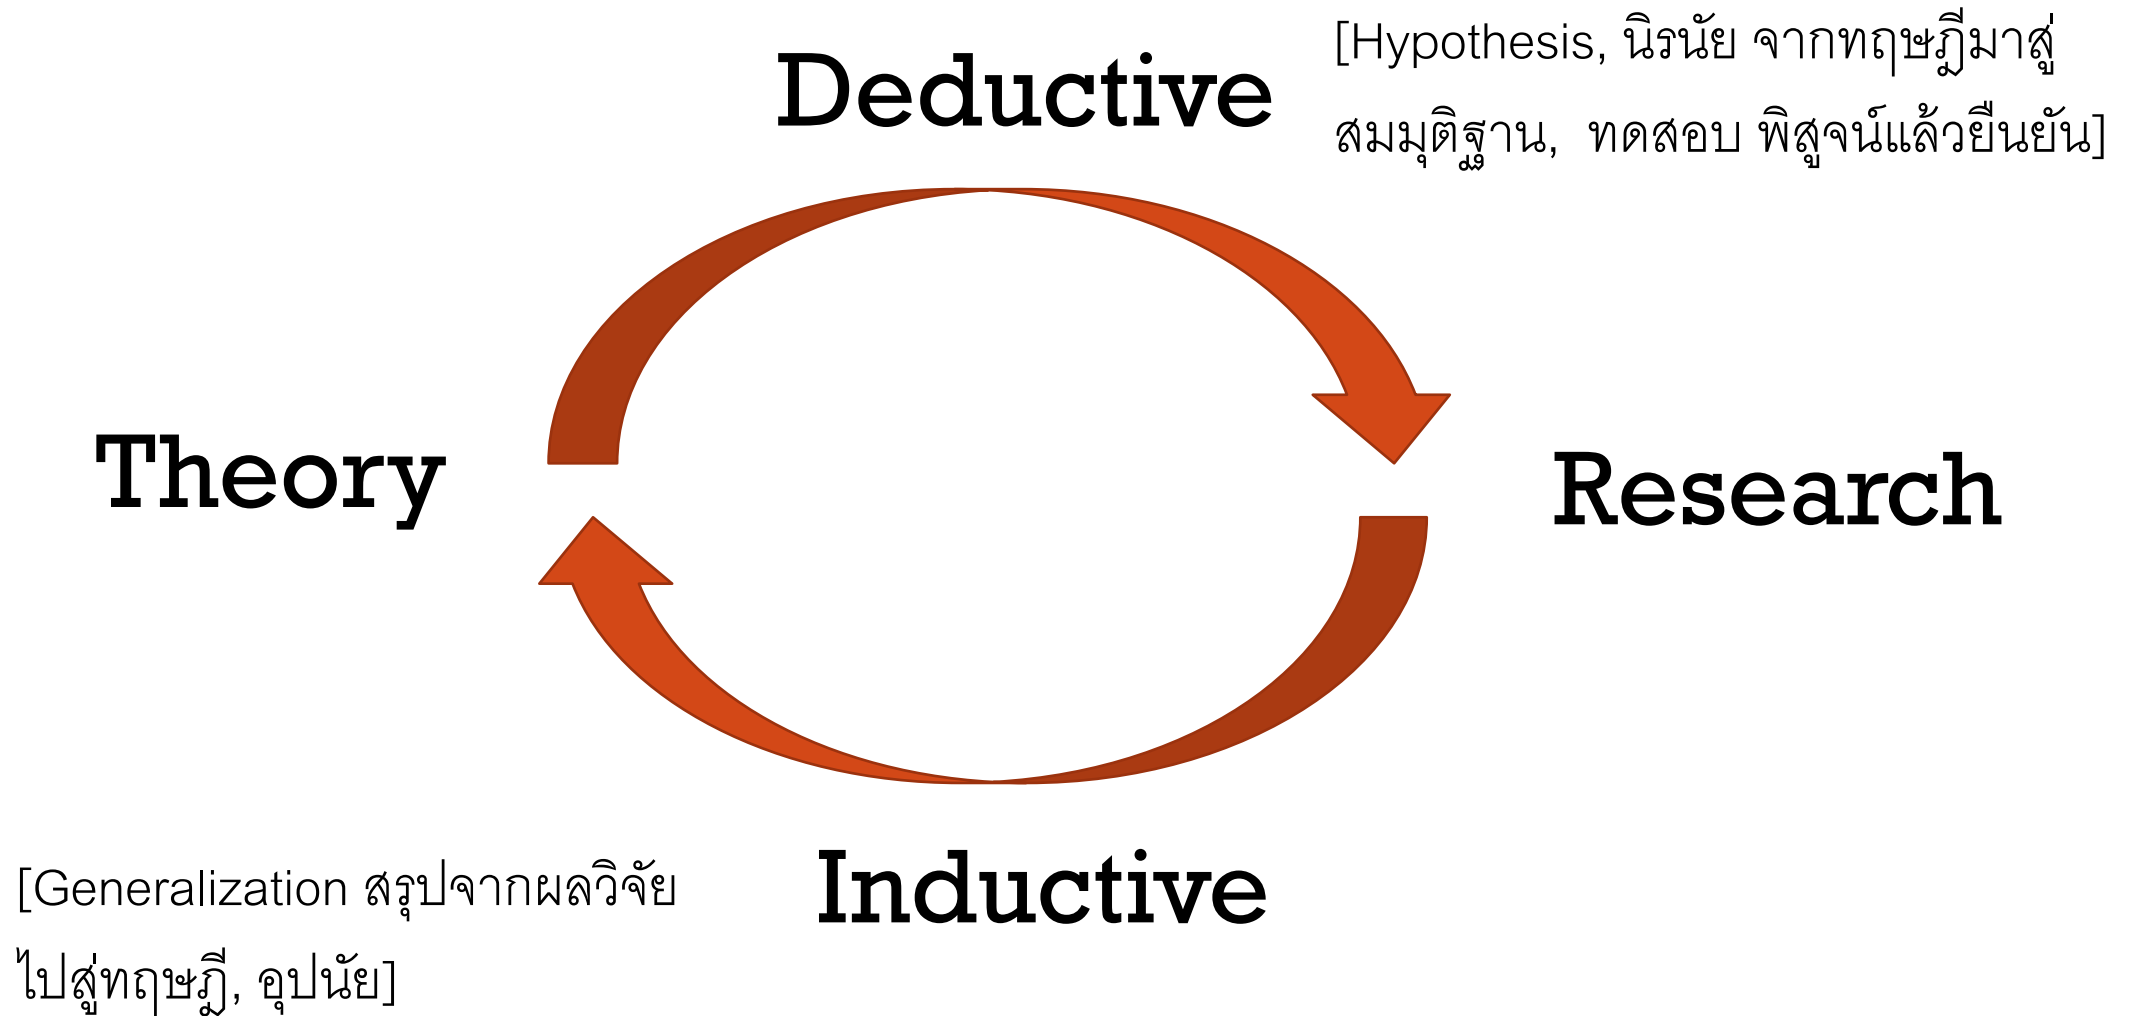 Deductive
[Hypothesis, นิรนัย จากทฤษฎีมาสู่
สมมุติฐาน, ทดสอบ พิสูจน์แล้วยืนยัน]
Theory
Research
Inductive
[Generalization สรุปจากผลวิจัย
ไปสู่ทฤษฎี, อุปนัย]